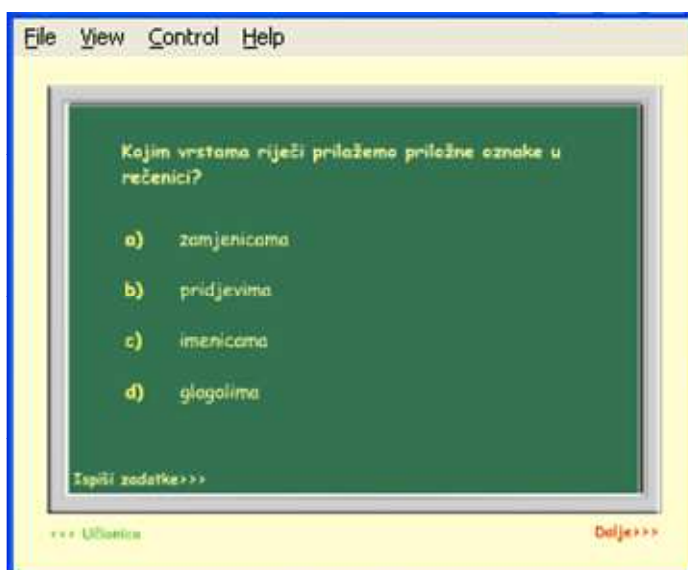 File View Control Help
Kojim vrstama riječi prilažemo priložne oznake u
rečenici?
a) zamjenicama
b) pridjevima
c) imenicama
d) glagolima
Ispiši zadatke>>>
<<< Učionica Dalje>>>